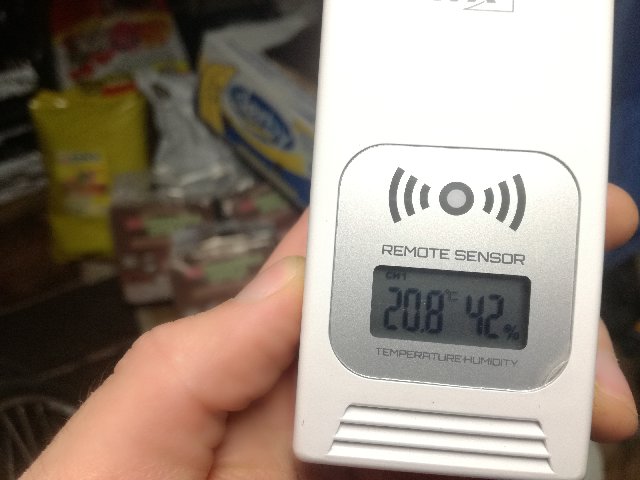 REMOTE SENSOR
CH1
20.8°C 42%
TEMPERATURE/HUMIDITY